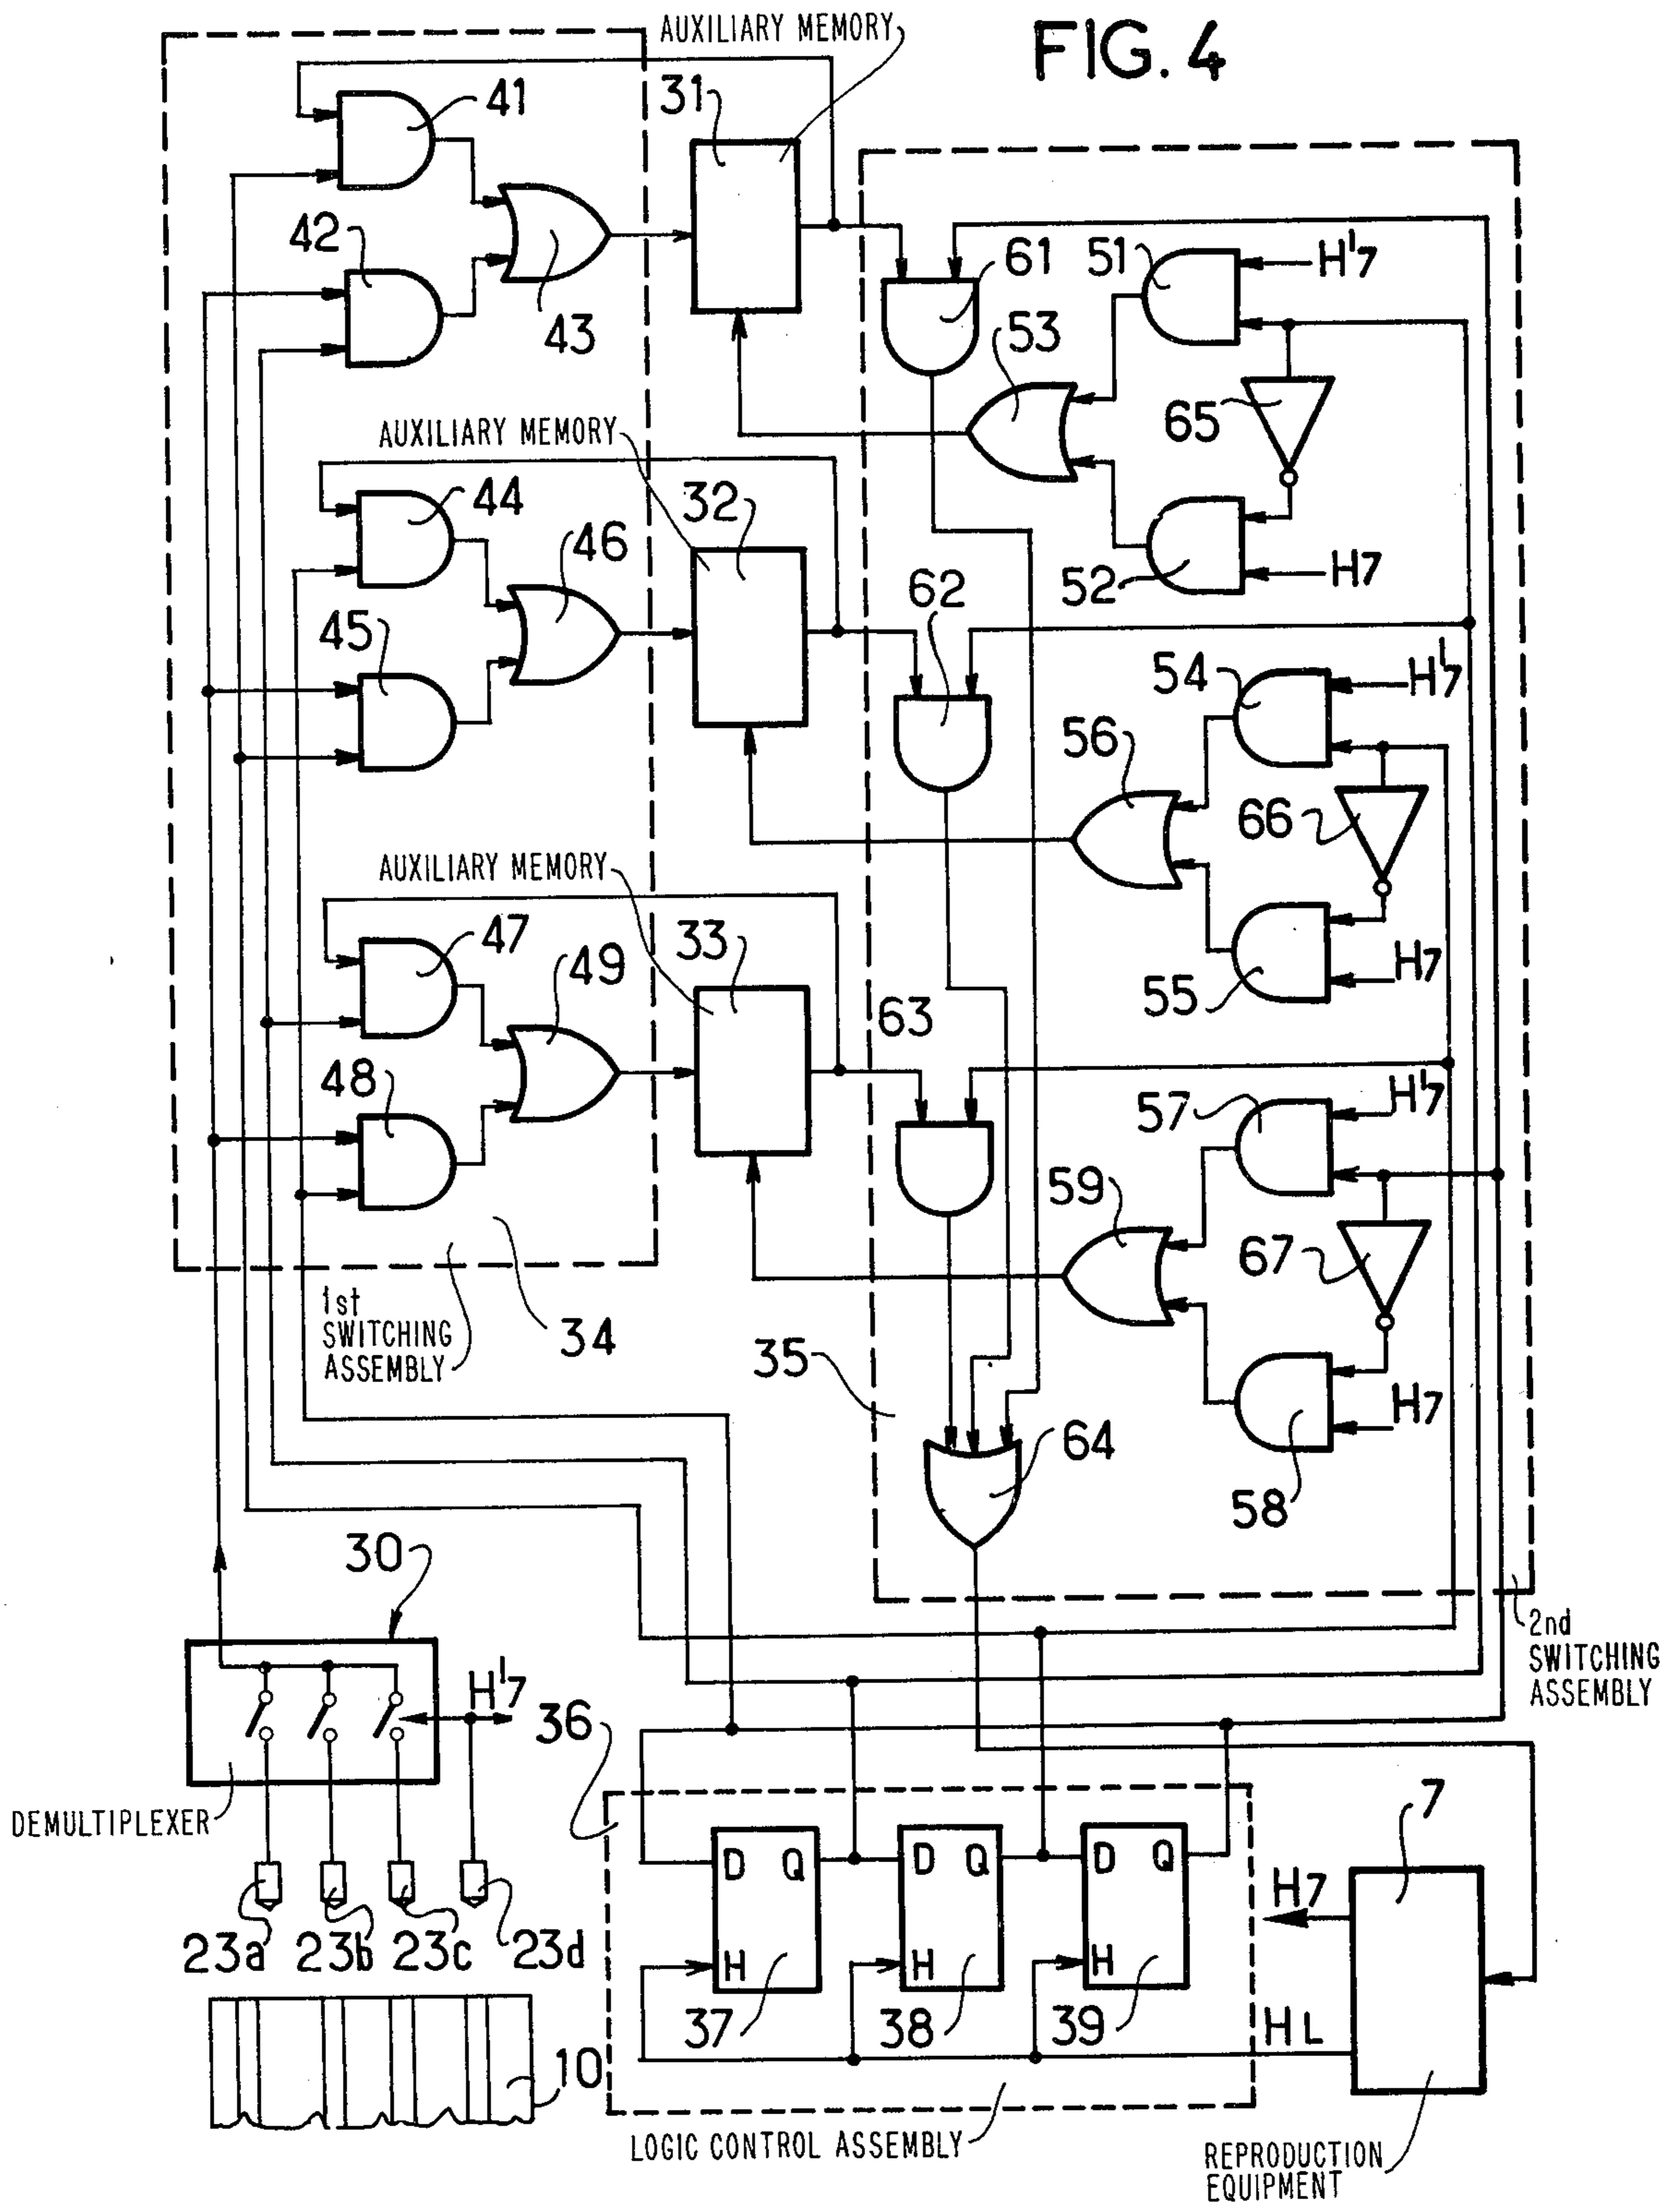 FIG. 4
AUXILIARY MEMORY
31
41
42
43
61
51
H'7
53
65
52
H7
AUXILIARY MEMORY
44
32
46
45
62
54
H'7
56
66
55
H7
AUXILIARY MEMORY
47
33
49
63
48
57
H'7
59
67
1st
SWITCHING
ASSEMBLY
34
35
H7
64
58
30
2nd
SWITCHING
ASSEMBLY
H'7
36
DEMULTIPLEXER
7
D Q
D Q
D Q
H7
23a 23b 23c 23d
H
H
H
37
38
39
HL
10
LOGIC CONTROL ASSEMBLY
REPRODUCTION
EQUIPMENT